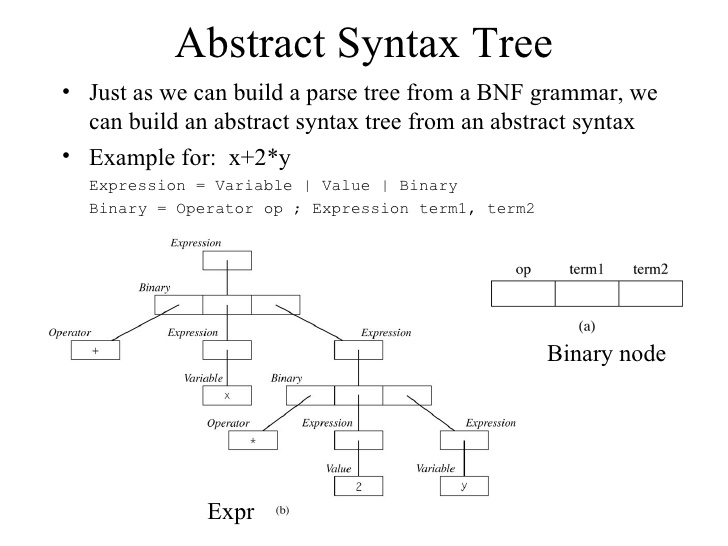 Abstract Syntax Tree
• Just as we can build a parse tree from a BNF grammar, we
can build an abstract syntax tree from an abstract syntax
• Example for: x+2*y
Expression = Variable | Value | Binary
Binary = Operator op ; Expression term1, term2
Expression
op term1 term2
Binary
(a)
Operator Expression Expression
+
Binary node
Variable Binary
x
Operator Expression Expression
*
Value Variable
2 y
Expr (b)